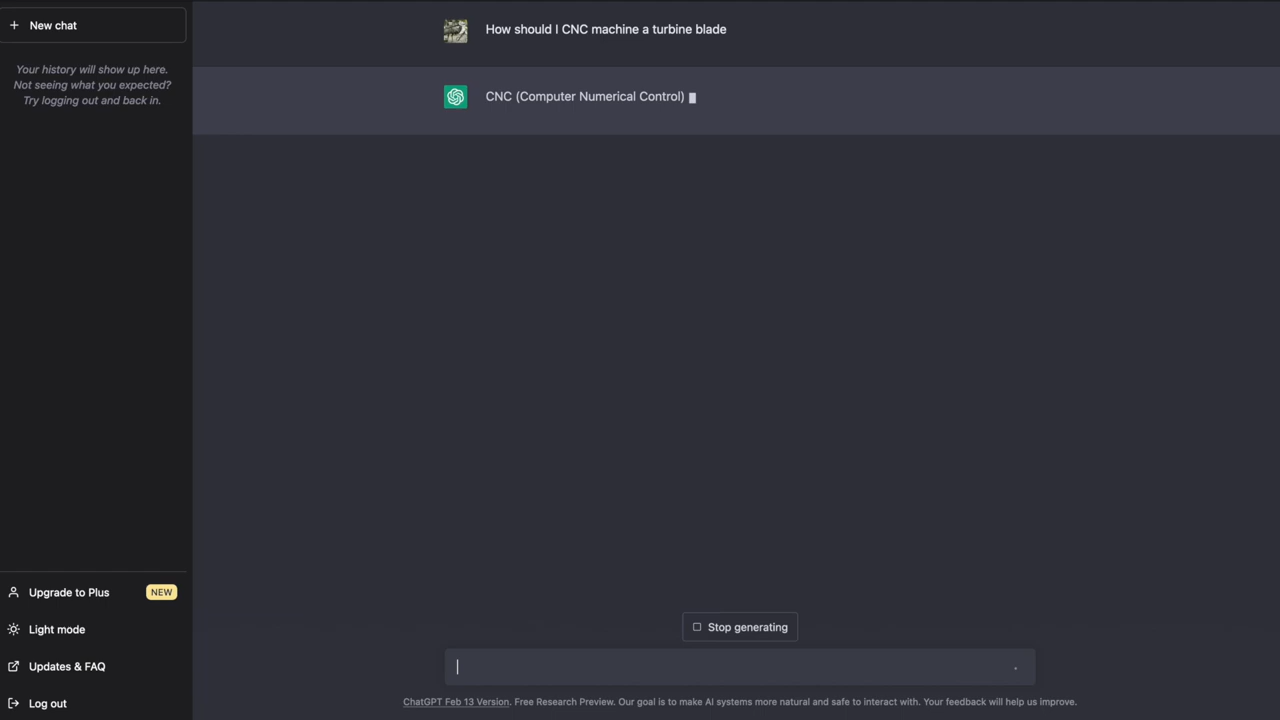 New chat
Your history will show up here.
Not seeing what you expected?
Try logging out and back in.
How should I CNC machine a turbine blade
CNC (Computer Numerical Control)
Stop generating
Upgrade to Plus NEW
Light mode
Updates & FAQ
Log out
ChatGPT Feb 13 Version. Free Research Preview. Our goal is to make AI systems more natural and safe to interact with. Your feedback will help us improve.